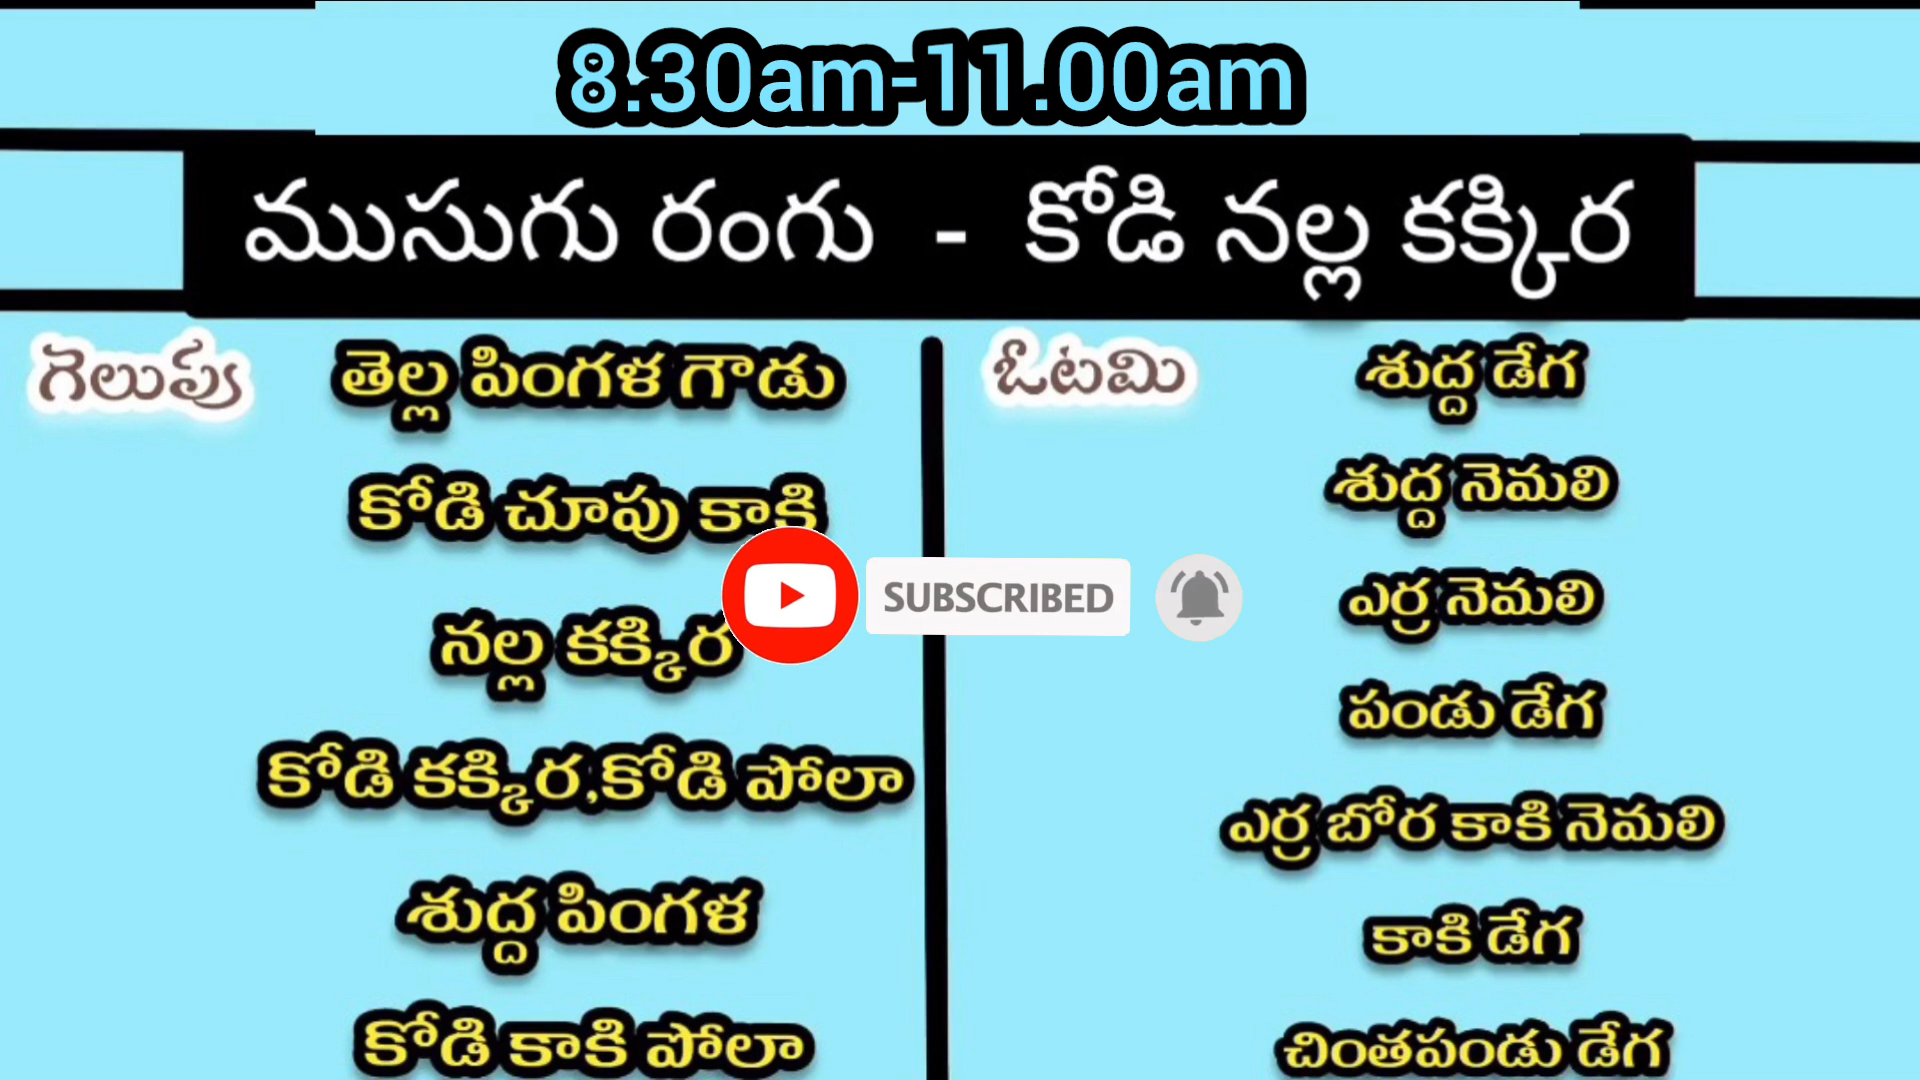 8.30am-11.00am
ముసుగు రంగు - కోడి నల్ల కక్కిర
గెలుపు
తెల్ల పింగళ గౌడు
కోడి చూపు కాకి
నల్ల కక్కిర
కోడి కక్కిర,కోడి పోలా
శుద్ద పింగళ
కోడి కాకి పోలా
ఓటమి
శుద్ద డేగ
శుద్ద నెమలి
ఎర్ర నెమలి
పండు డేగ
ఎర్ర బోర కాకి నెమలి
కాకి డేగ
చింతపండు డేగ
SUBSCRIBED